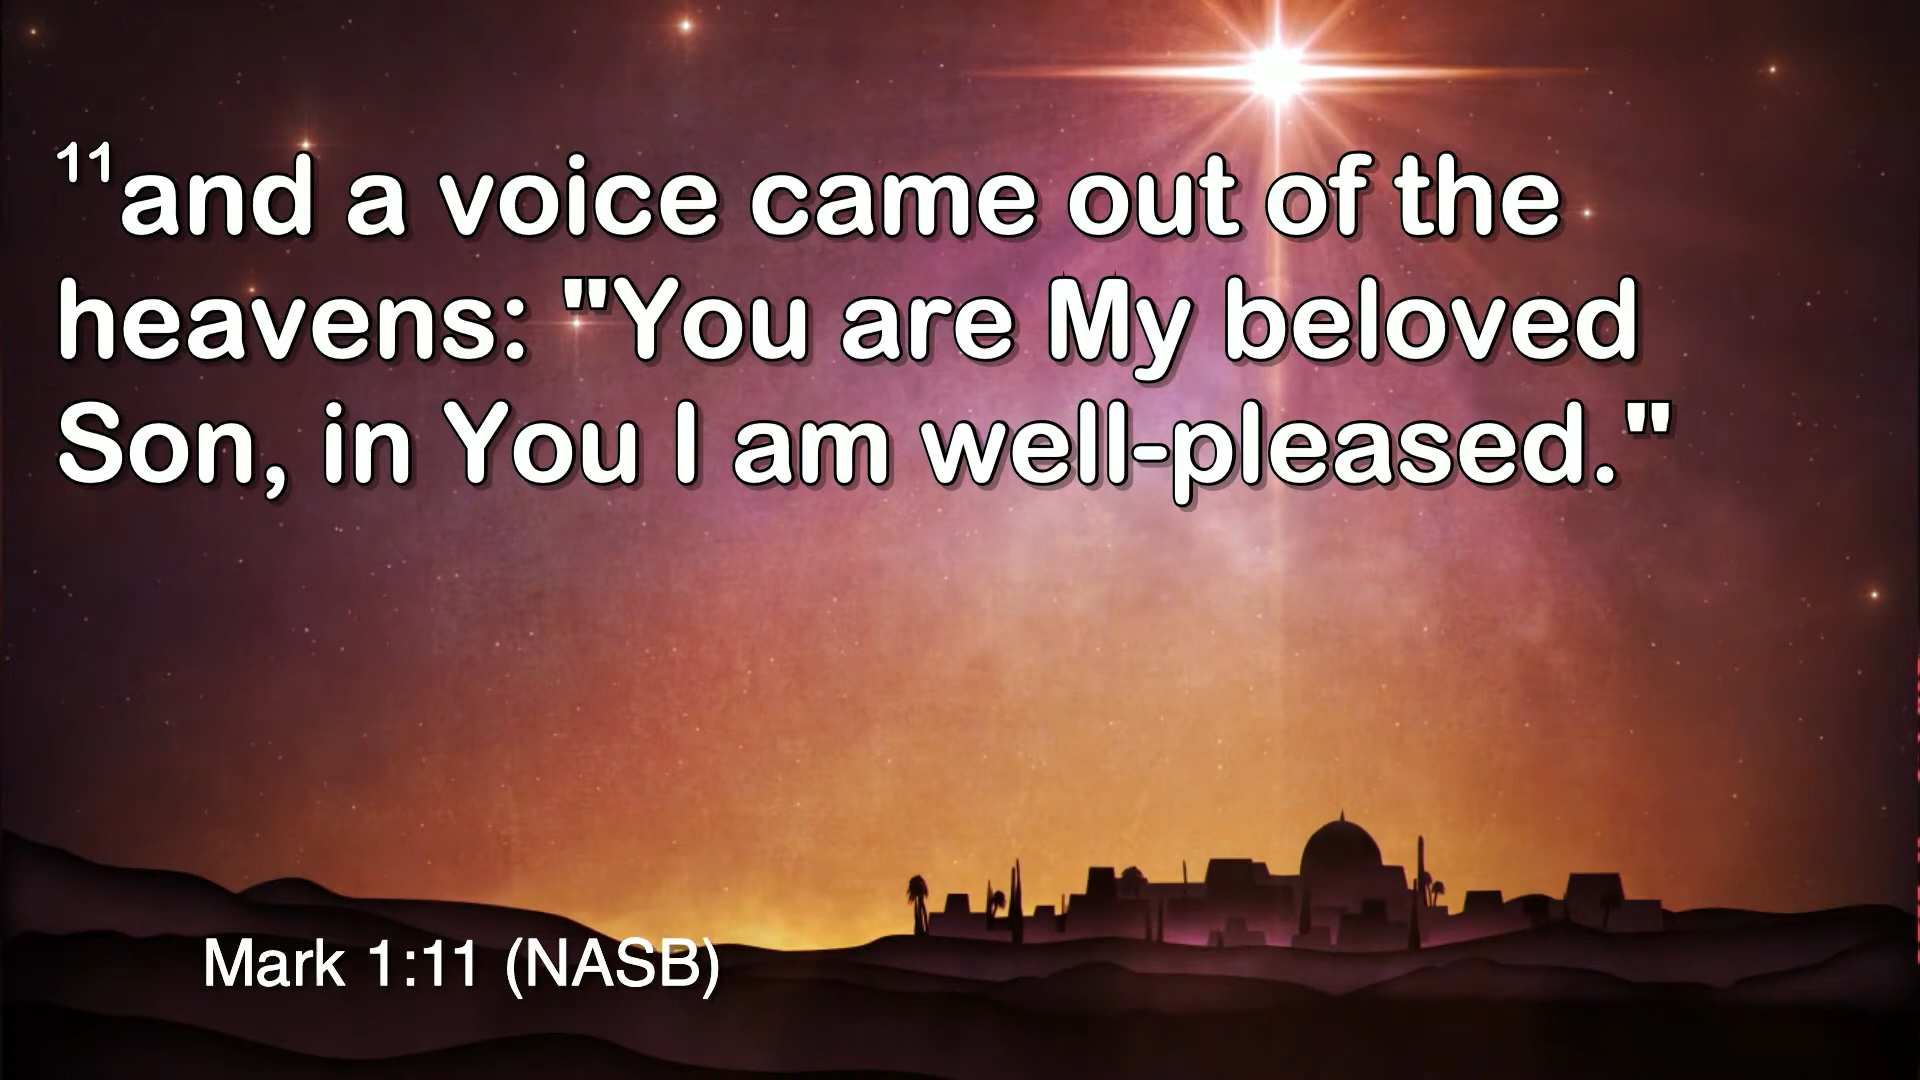 11and a voice came out of the
heavens: "You are My beloved
Son, in You I am well-pleased."
Mark 1:11 (NASB)